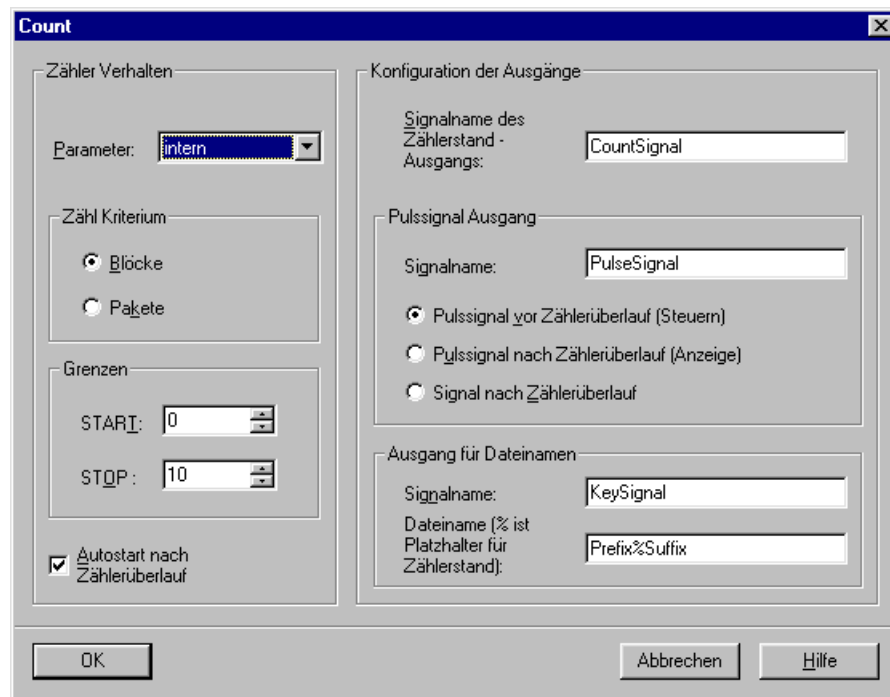 Count
Zähler Verhalten
Parameter:
intern
Zähl Kriterium
Blöcke
Pakete
Grenzen
START:
0
STOP :
10
Autostart nach
Zählerüberlauf
Konfiguration der Ausgänge
Signalname des
Zählerstand -
Ausgangs:
CountSignal
Pulssignal Ausgang
Signalname:
PulseSignal
Pulssignal vor Zählerüberlauf (Steuern)
Pulssignal nach Zählerüberlauf (Anzeige)
Signal nach Zählerüberlauf
Ausgang für Dateinamen
Signalname:
KeySignal
Dateiname (% ist
Platzhalter für
Zählerstand):
Prefix%Suffix
OK
Abbrechen
Hilfe